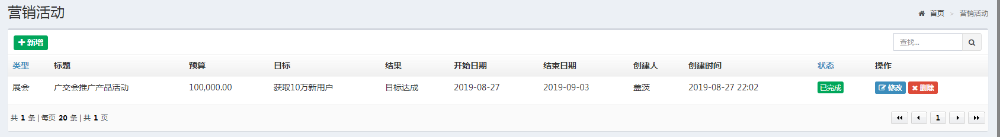 营销活动
首页 > 营销活动
新增
查找...
类型 标题 预算 目标 结果 开始日期 结束日期 创建人 创建时间 状态 操作
展会 广交会推广产品活动 100,000.00 获取10万新用户 目标达成 2019-08-27 2019-09-03 盖茨 2019-08-27 22:02 已完成 修改 删除
共 1 条 | 每页 20 条 | 共 1 页 1